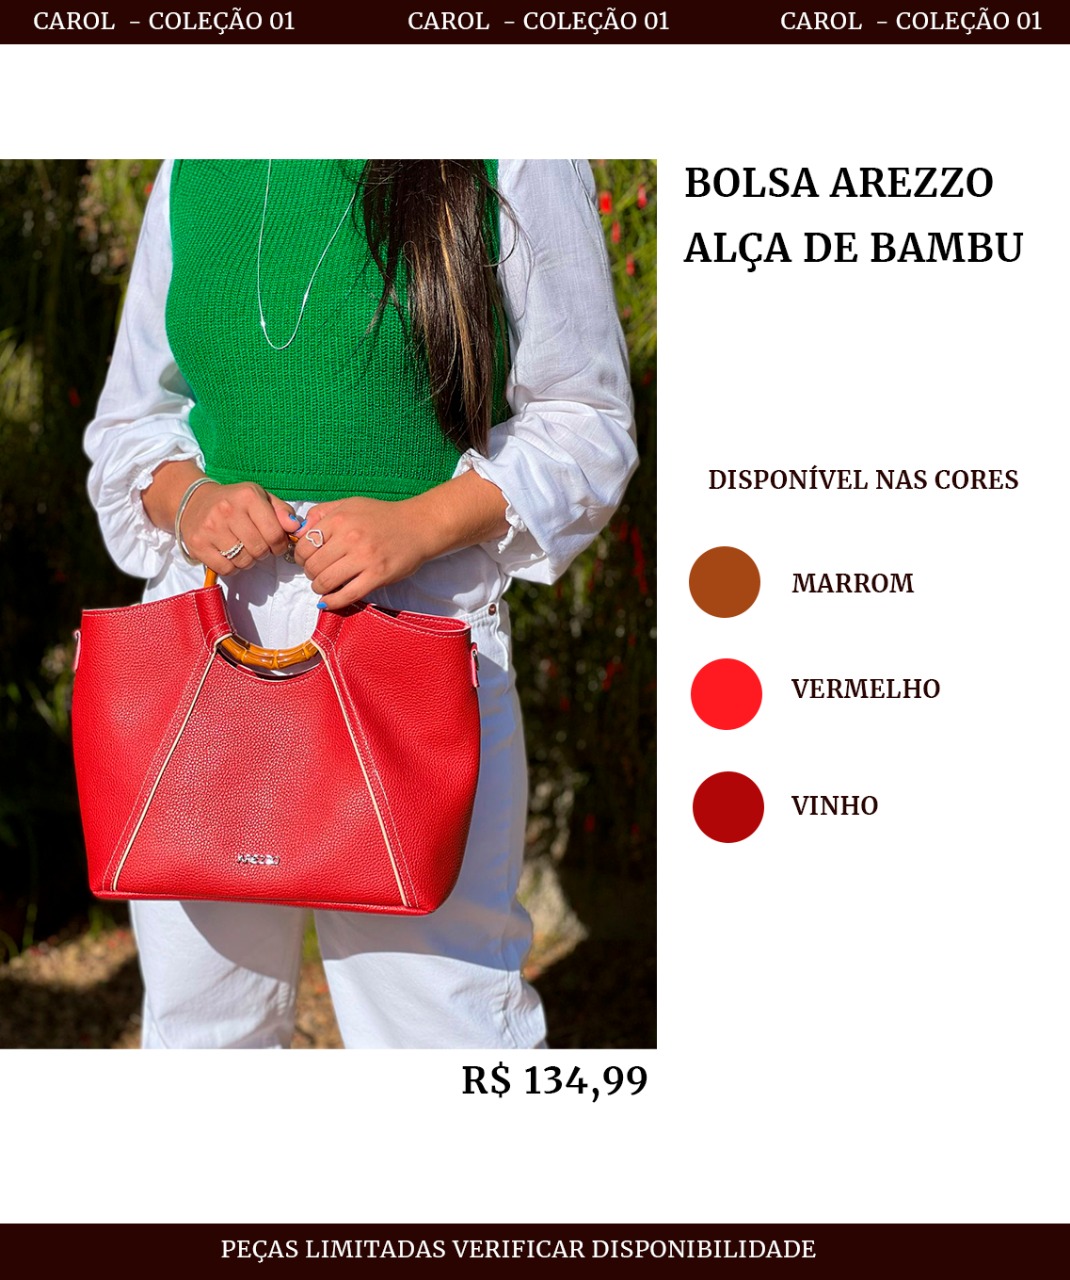 CAROL - COLEÇÃO 01 CAROL - COLEÇÃO 01 CAROL - COLEÇÃO 01
BOLSA AREZZO
ALÇA DE BAMBU
DISPONÍVEL NAS CORES
MARROM
VERMELHO
VINHO
R$ 134,99
PEÇAS LIMITADAS VERIFICAR DISPONIBILIDADE